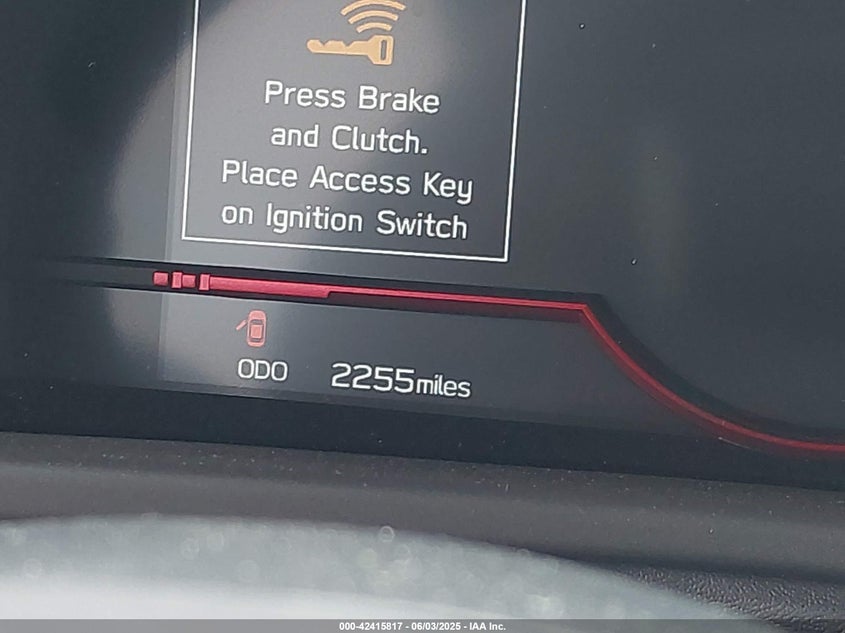 Press Brake
and Clutch.
Place Access Key
on Ignition Switch
ODO 2255miles
000-42415817 - 06/03/2025 - IAA Inc.